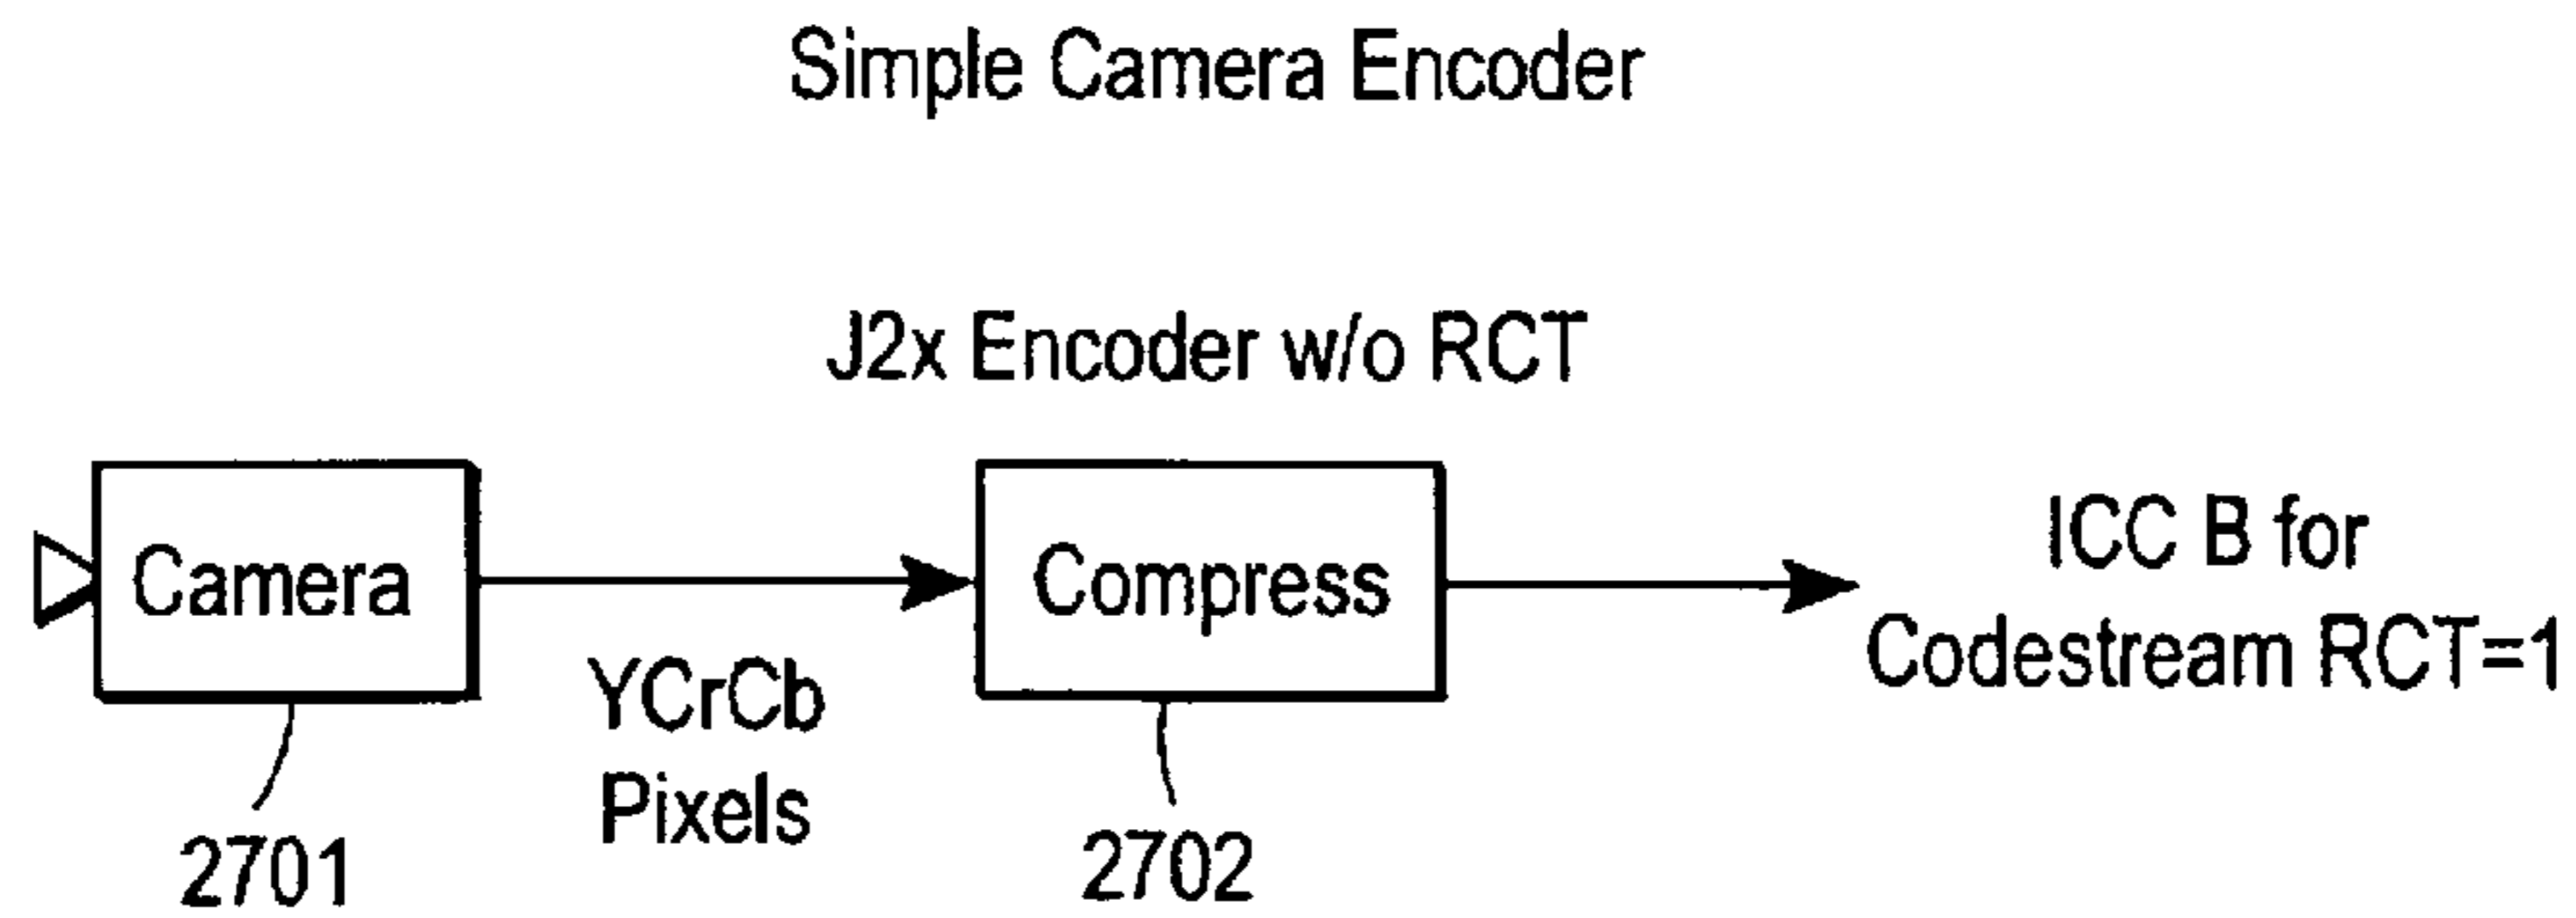 Simple Camera Encoder
J2x Encoder w/o RCT
Camera
YCrCb
Pixels
Compress
ICC B for
Codestream RCT=1
2701
2702